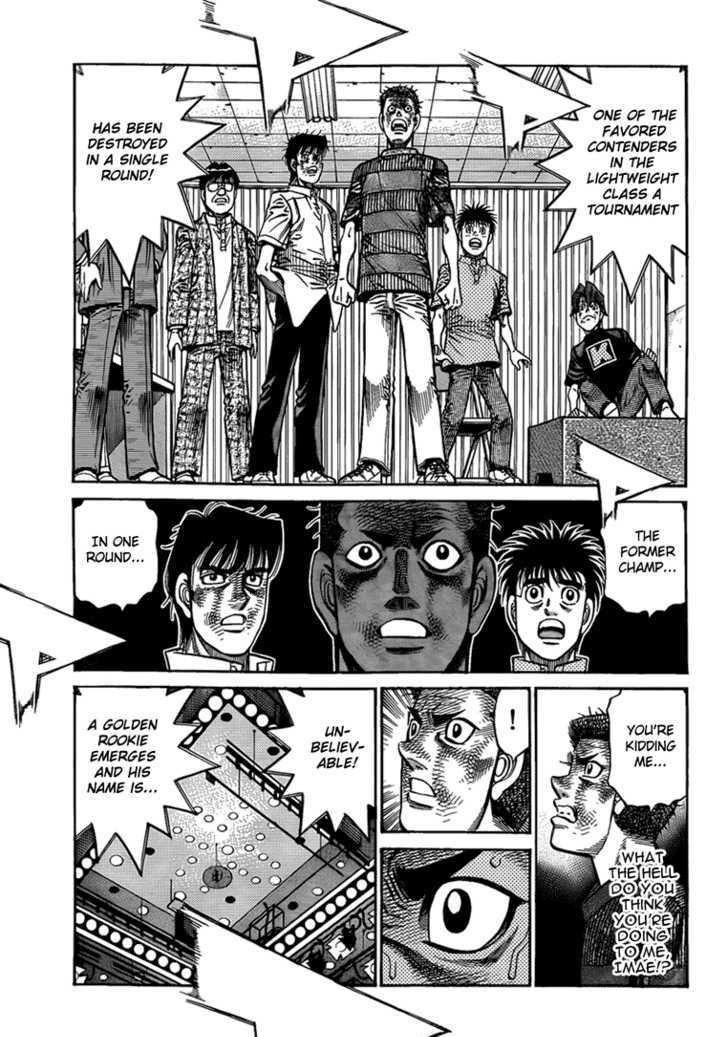 ONE OF THE
FAVORED
CONTENDERS
IN THE
LIGHTWEIGHT
CLASS A
TOURNAMENT
HAS BEEN
DESTROYED
IN A SINGLE
ROUND!
K
THE
FORMER
CHAMP...
IN ONE
ROUND...
YOU'RE
KIDDING
ME...
WHAT
THE HELL
DO YOU
THINK
YOU'RE
DOING
TO ME,
IMAE!?
!
UN-
BELIEV-
ABLE!
A GOLDEN
ROOKIE
EMERGES
AND HIS
NAME IS...